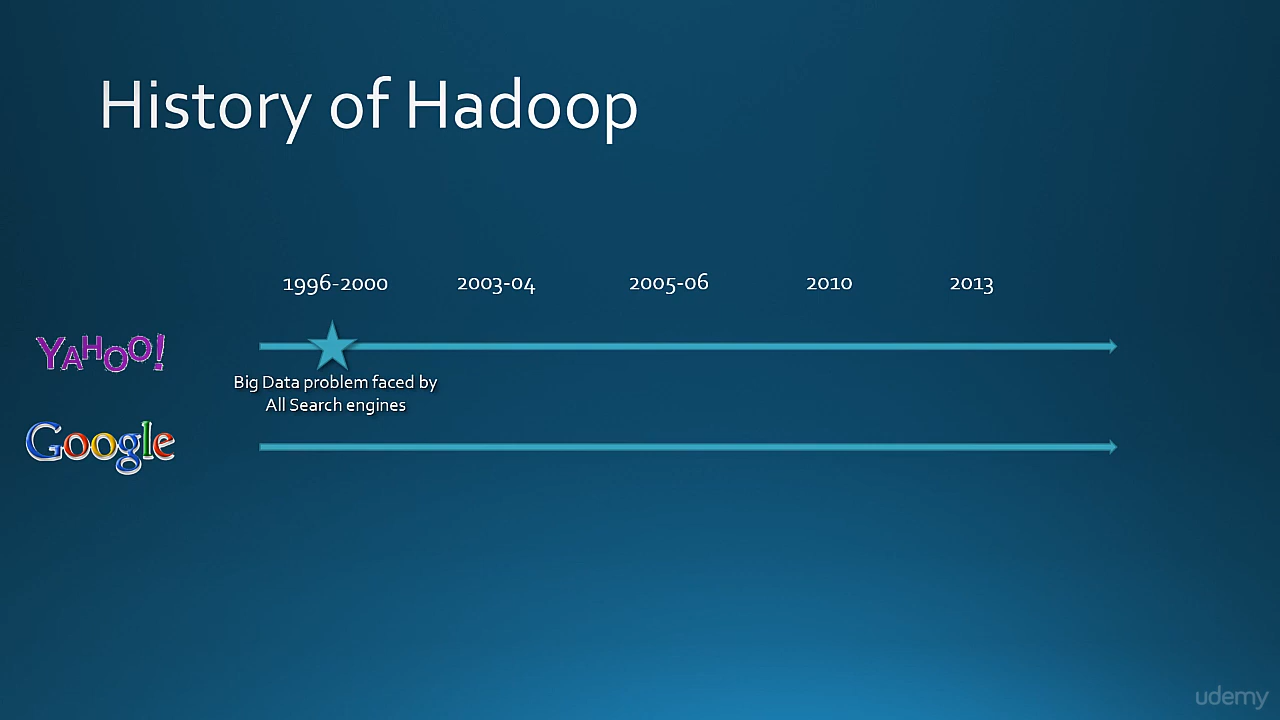 History of Hadoop
1996-2000 2003-04 2005-06 2010 2013
YAHOO!
Big Data problem faced by
All Search engines
Google
udemy